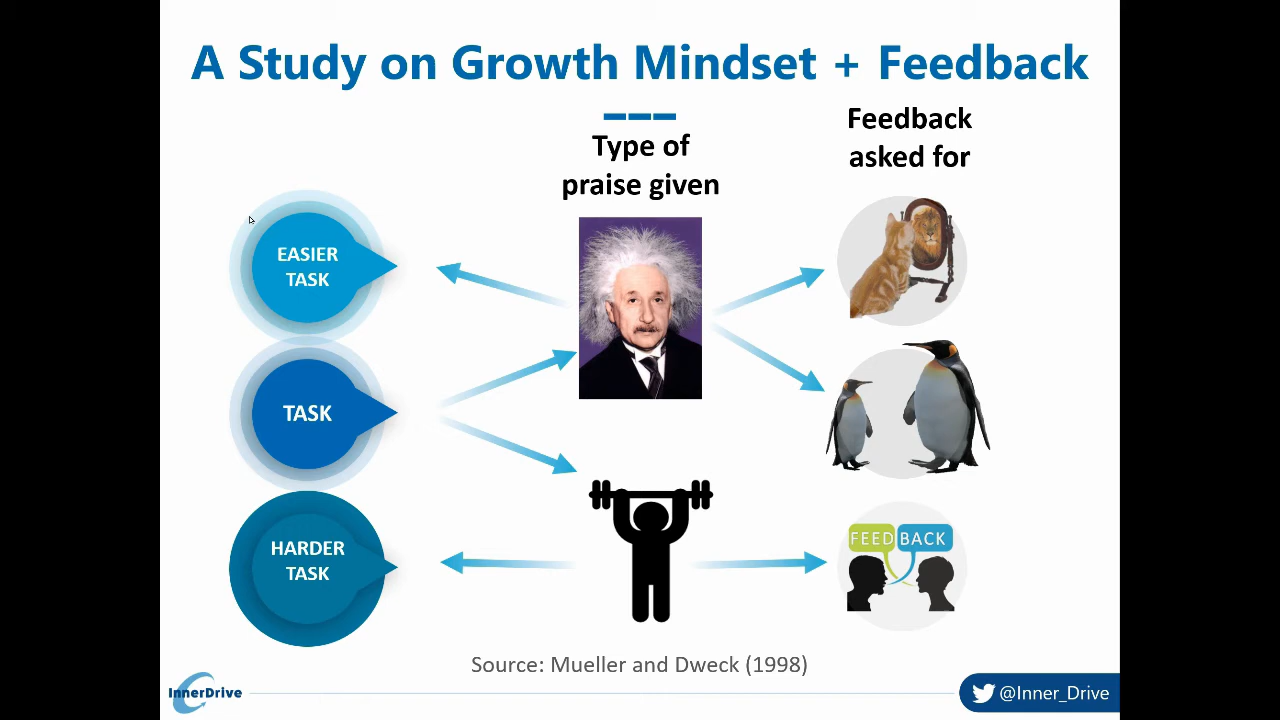 A Study on Growth Mindset + Feedback
Type of
praise given
Feedback
asked for
EASIER
TASK
TASK
HARDER
TASK
FEED BACK
Source: Mueller and Dweck (1998)
InnerDrive
@Inner_Drive